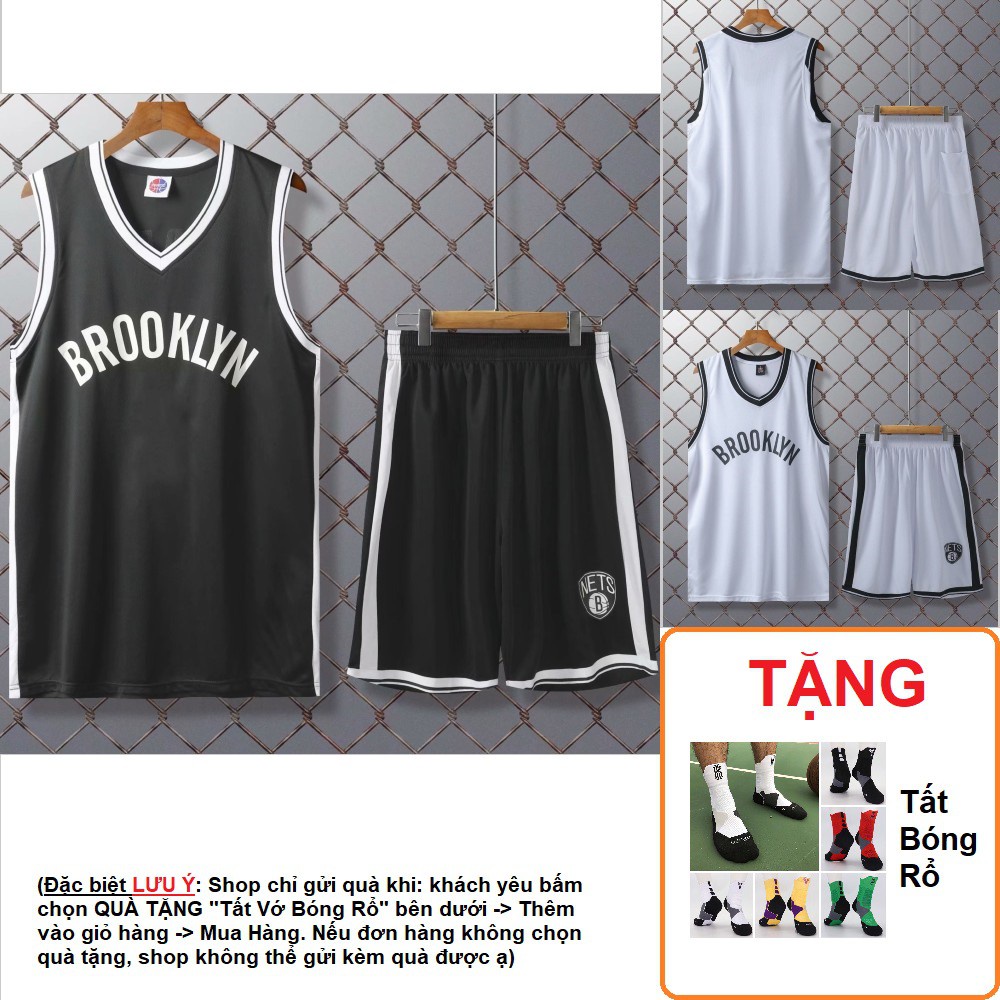 BROOKLYN
NETS
B
BROOKLYN
NETS
B
TẶNG
Tất
Bóng
Rổ
(Đặc biệt LƯU Ý: Shop chỉ gửi quà khi: khách yêu bấm
chọn QUÀ TẶNG "Tất Vớ Bóng Rổ" bên dưới -> Thêm
vào giỏ hàng -> Mua Hàng. Nếu đơn hàng không chọn
quà tặng, shop không thể gửi kèm quà được ạ)